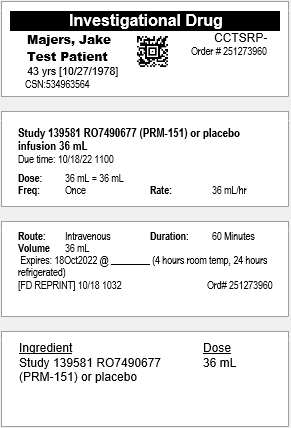 Investigational Drug
Majers, Jake
CCTSRP-
Test Patient
Order # 251273960
43 yrs [10/27/1978]
CSN:534963564
Study 139581 RO7490677 (PRM-151) or placebo
infusion 36 mL
Due time: 10/18/22 1100
Dose: 36 mL = 36 mL
Freq: Once Rate: 36 mL/hr
Route: Intravenous Duration: 60 Minutes
Volume 36 mL
Expires: 18Oct2022 @ ________ (4 hours room temp, 24 hours
refrigerated)
[FD REPRINT] 10/18 1032 Ord# 251273960
Ingredient Dose
Study 139581 RO7490677 36 mL
(PRM-151) or placebo